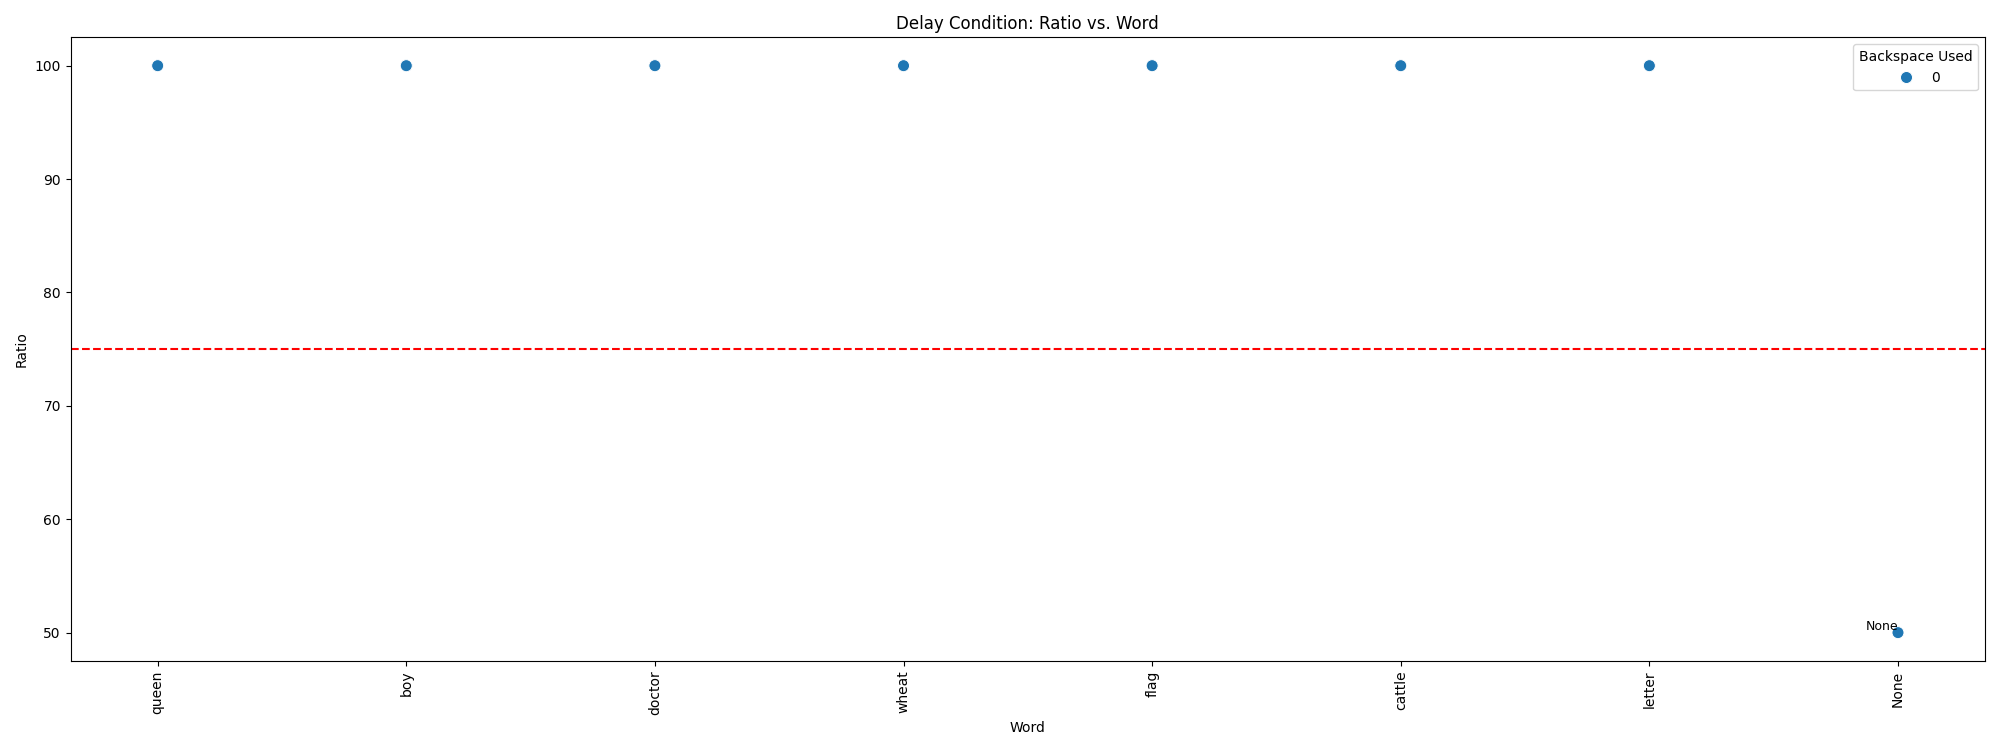 Delay Condition: Ratio vs. Word
Backspace Used
0
100
90
80
70
60
50
Ratio
None
queen
boy
doctor
wheat
flag
cattle
letter
None
Word